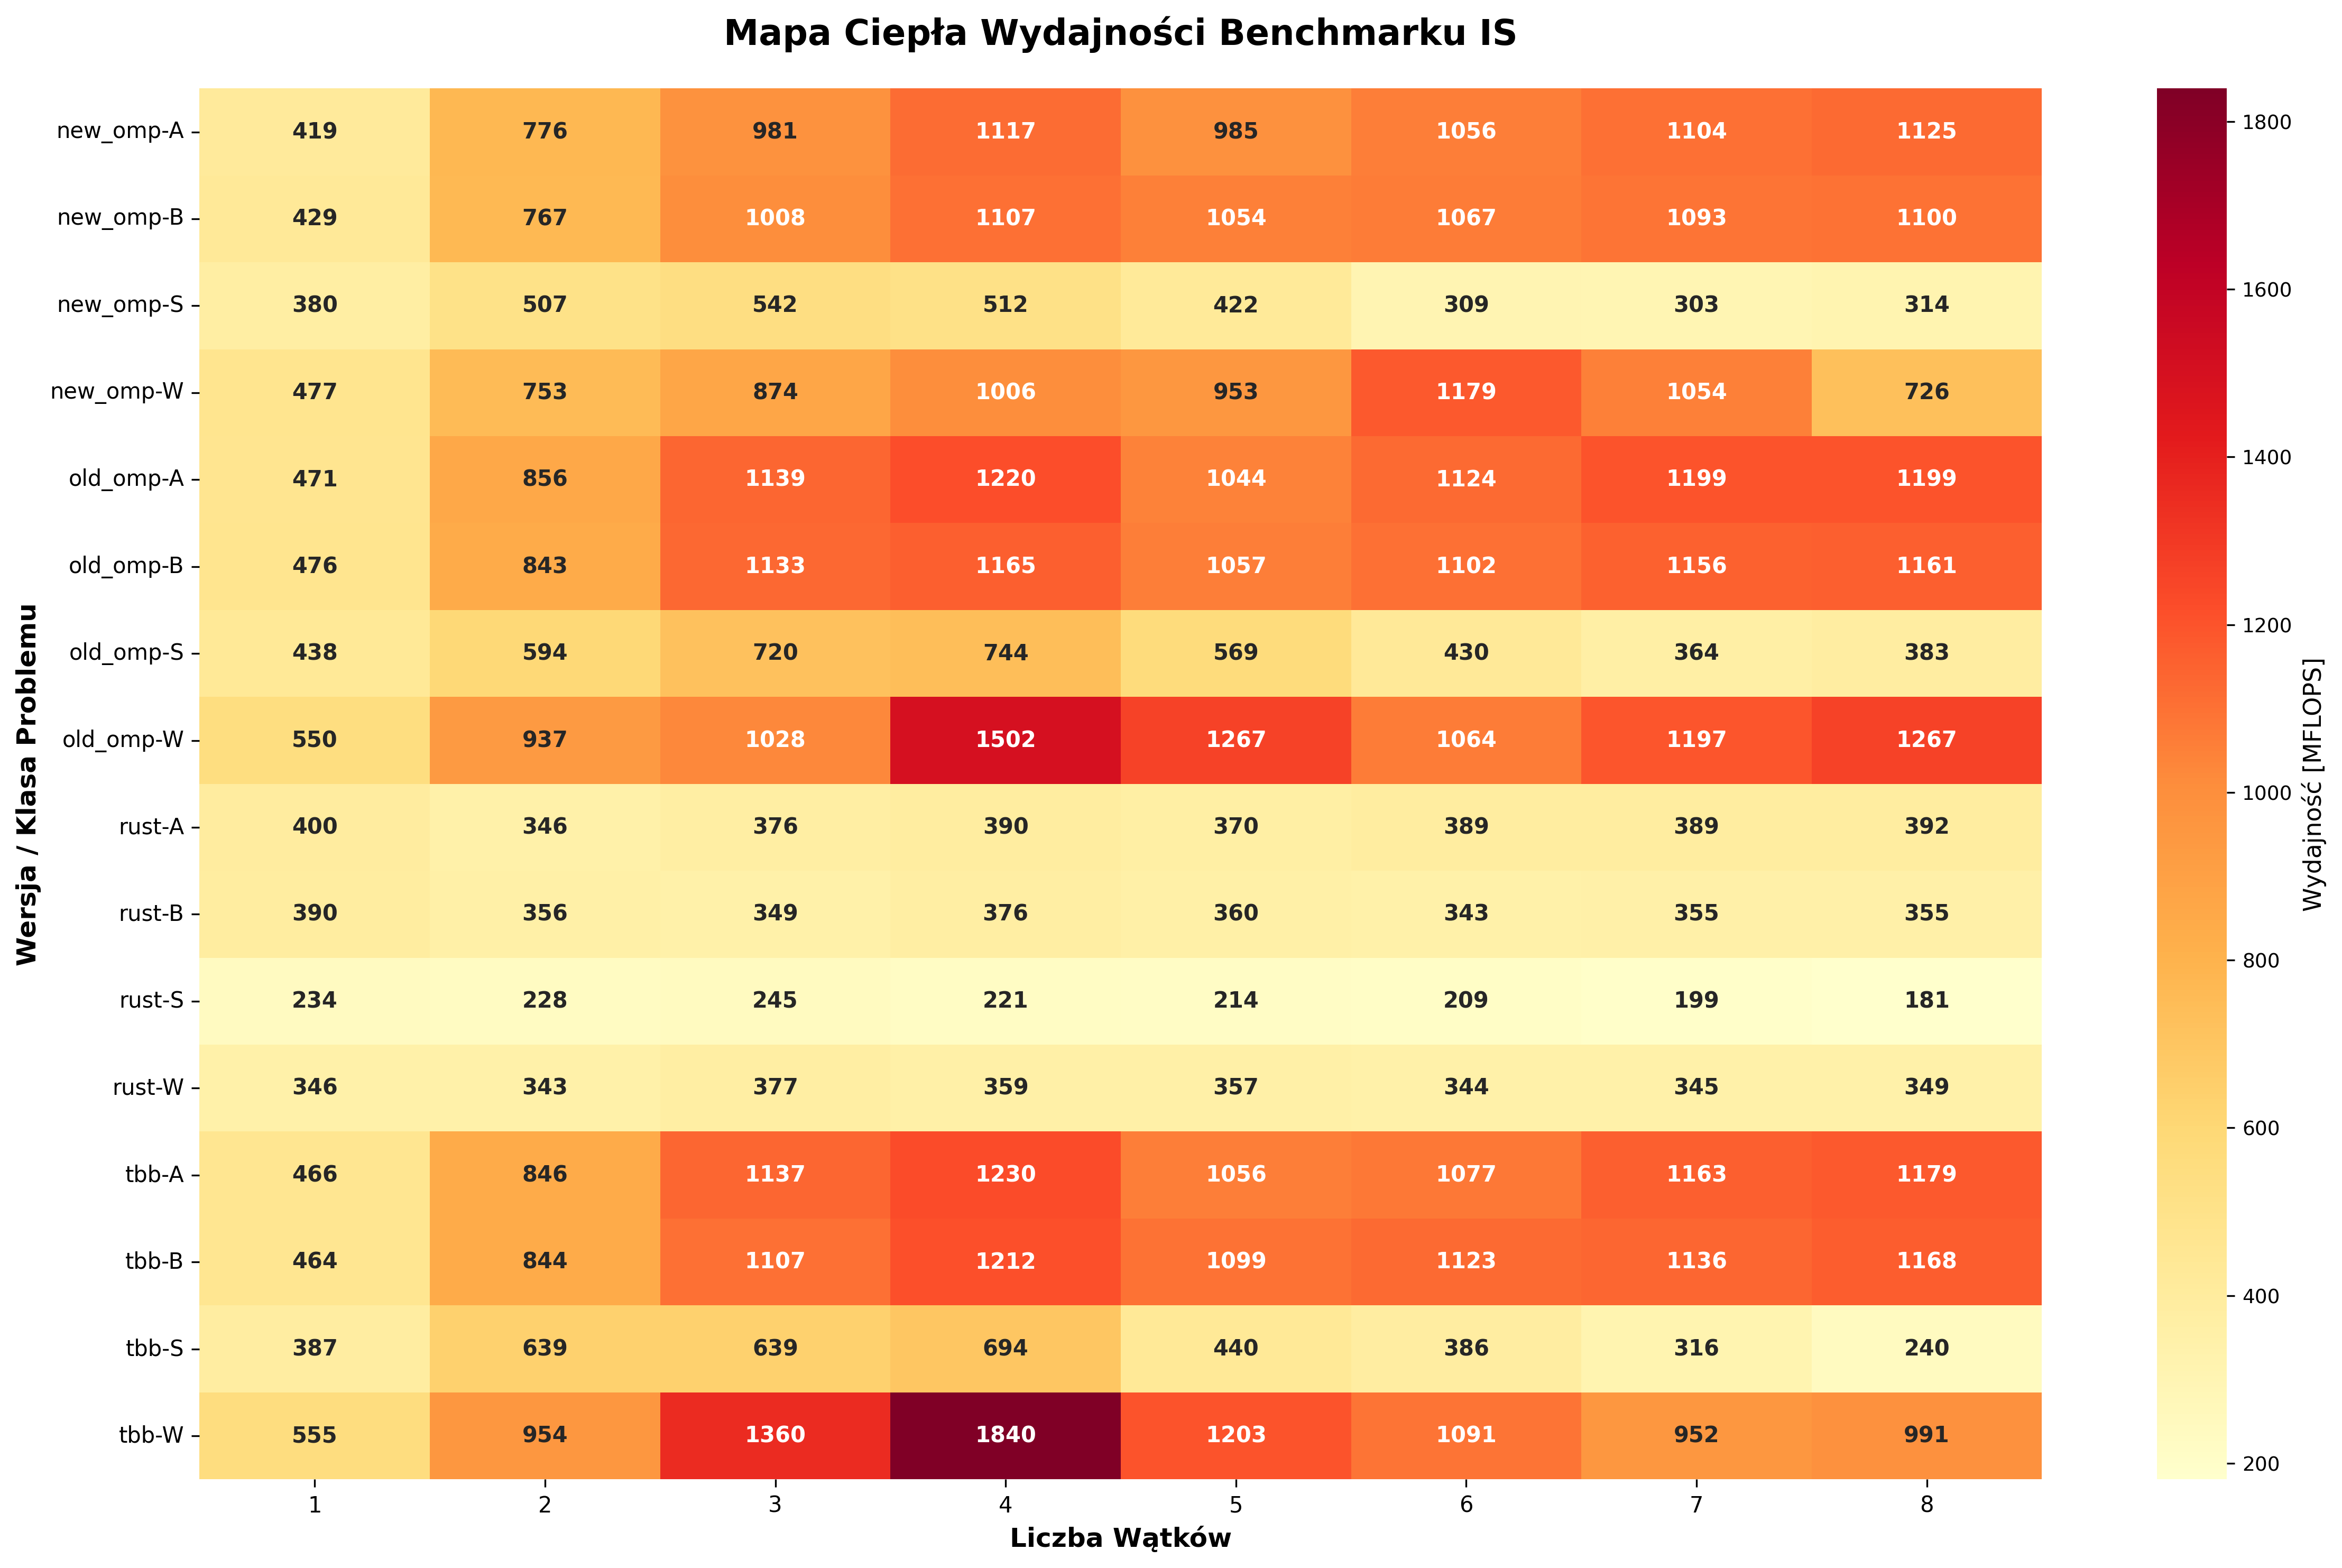 Mapa Ciepła Wydajności Benchmarku IS
Wersja / Klasa Problemu
new_omp-A 419 776 981 1117 985 1056 1104 1125
new_omp-B 429 767 1008 1107 1054 1067 1093 1100
new_omp-S 380 507 542 512 422 309 303 314
new_omp-W 477 753 874 1006 953 1179 1054 726
old_omp-A 471 856 1139 1220 1044 1124 1199 1199
old_omp-B 476 843 1133 1165 1057 1102 1156 1161
old_omp-S 438 594 720 744 569 430 364 383
old_omp-W 550 937 1028 1502 1267 1064 1197 1267
rust-A 400 346 376 390 370 389 389 392
rust-B 390 356 349 376 360 343 355 355
rust-S 234 228 245 221 214 209 199 181
rust-W 346 343 377 359 357 344 345 349
tbb-A 466 846 1137 1230 1056 1077 1163 1179
tbb-B 464 844 1107 1212 1099 1123 1136 1168
tbb-S 387 639 639 694 440 386 316 240
tbb-W 555 954 1360 1840 1203 1091 952 991
1 2 3 4 5 6 7 8
Liczba Wątków
1800
1600
1400
1200
1000
800
600
400
200
Wydajność [MFLOPS]